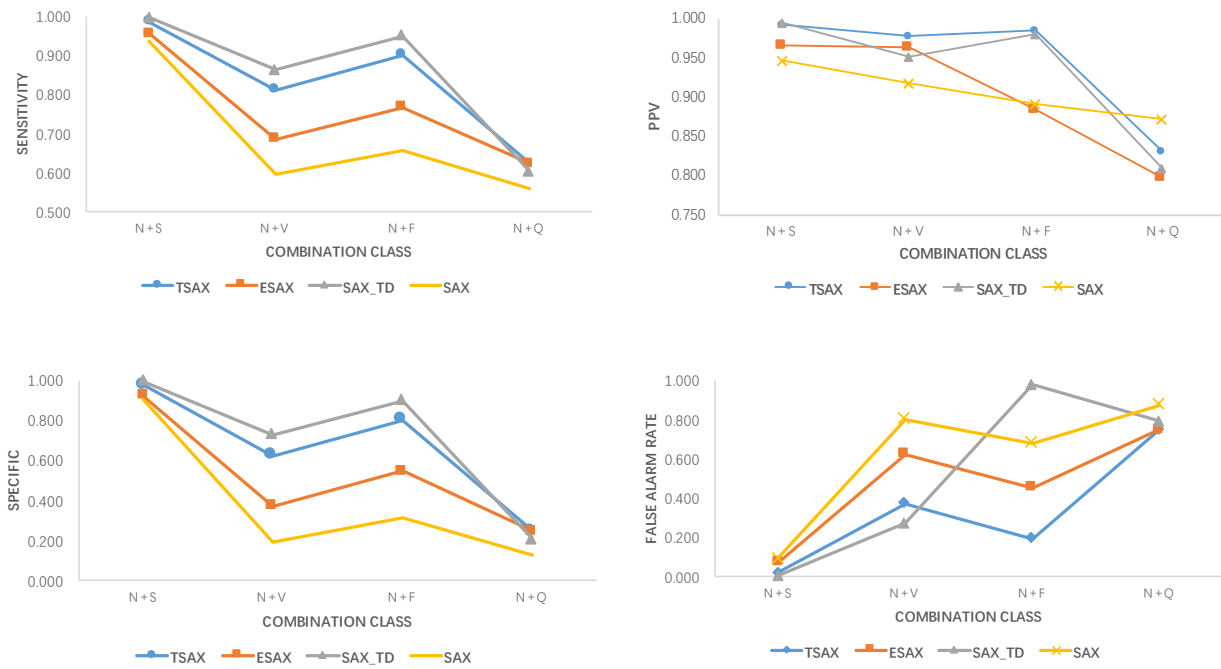 1.000
0.900
0.800
0.700
0.600
0.500
SENSITIVITY
N + S N + V N + F N + Q
COMBINATION CLASS
TSAX ESAX SAX_TD SAX
1.000
0.950
0.900
0.850
0.800
0.750
PPV
N + S N + V N + F N + Q
COMBINATION CLASS
TSAX ESAX SAX_TD SAX
1.000
0.800
0.600
0.400
0.200
0.000
SPECIFIC
N + S N + V N + F N + Q
COMBINATION CLASS
TSAX ESAX SAX_TD SAX
1.000
0.800
0.600
0.400
0.200
0.000
FALSE ALARM RATE
N + S N + V N + F N + Q
COMBINATION CLASS
TSAX ESAX SAX_TD SAX